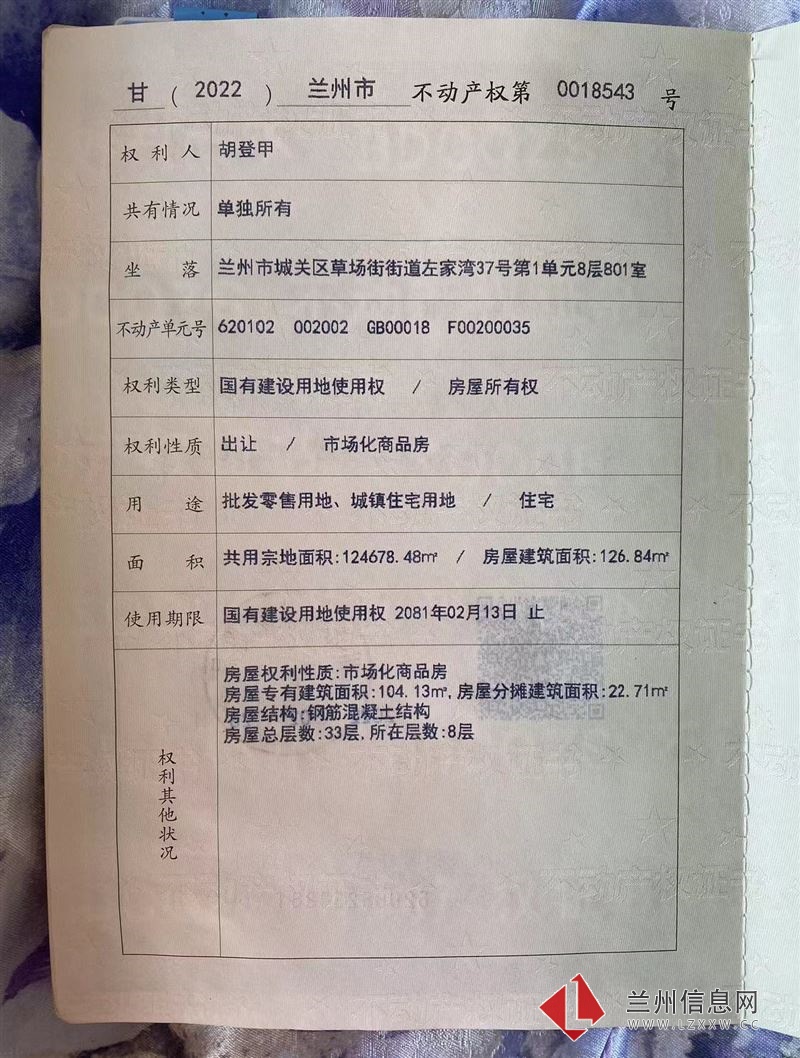 甘 ( 2022 ) 兰州市 不动产权第 0018543 号
权利人 胡登甲
共有情况 单独所有
坐落 兰州市城关区草场街街道左家湾37号第1单元8层801室
不动产单元号 620102 002002 GB00018 F00200035
权利类型 国有建设用地使用权 / 房屋所有权
权利性质 出让 / 市场化商品房
用途 批发零售用地、城镇住宅用地 / 住宅
面积 共用宗地面积:124678.48㎡ / 房屋建筑面积:126.84㎡
使用期限 国有建设用地使用权 2081年02月13日 止
权利其他状况
房屋权利性质:市场化商品房
房屋专有建筑面积:104.13㎡,房屋分摊建筑面积:22.71㎡
房屋结构:钢筋混凝土结构
房屋总层数:33层,所在层数:8层
兰州信息网
www.LZXXW.CC